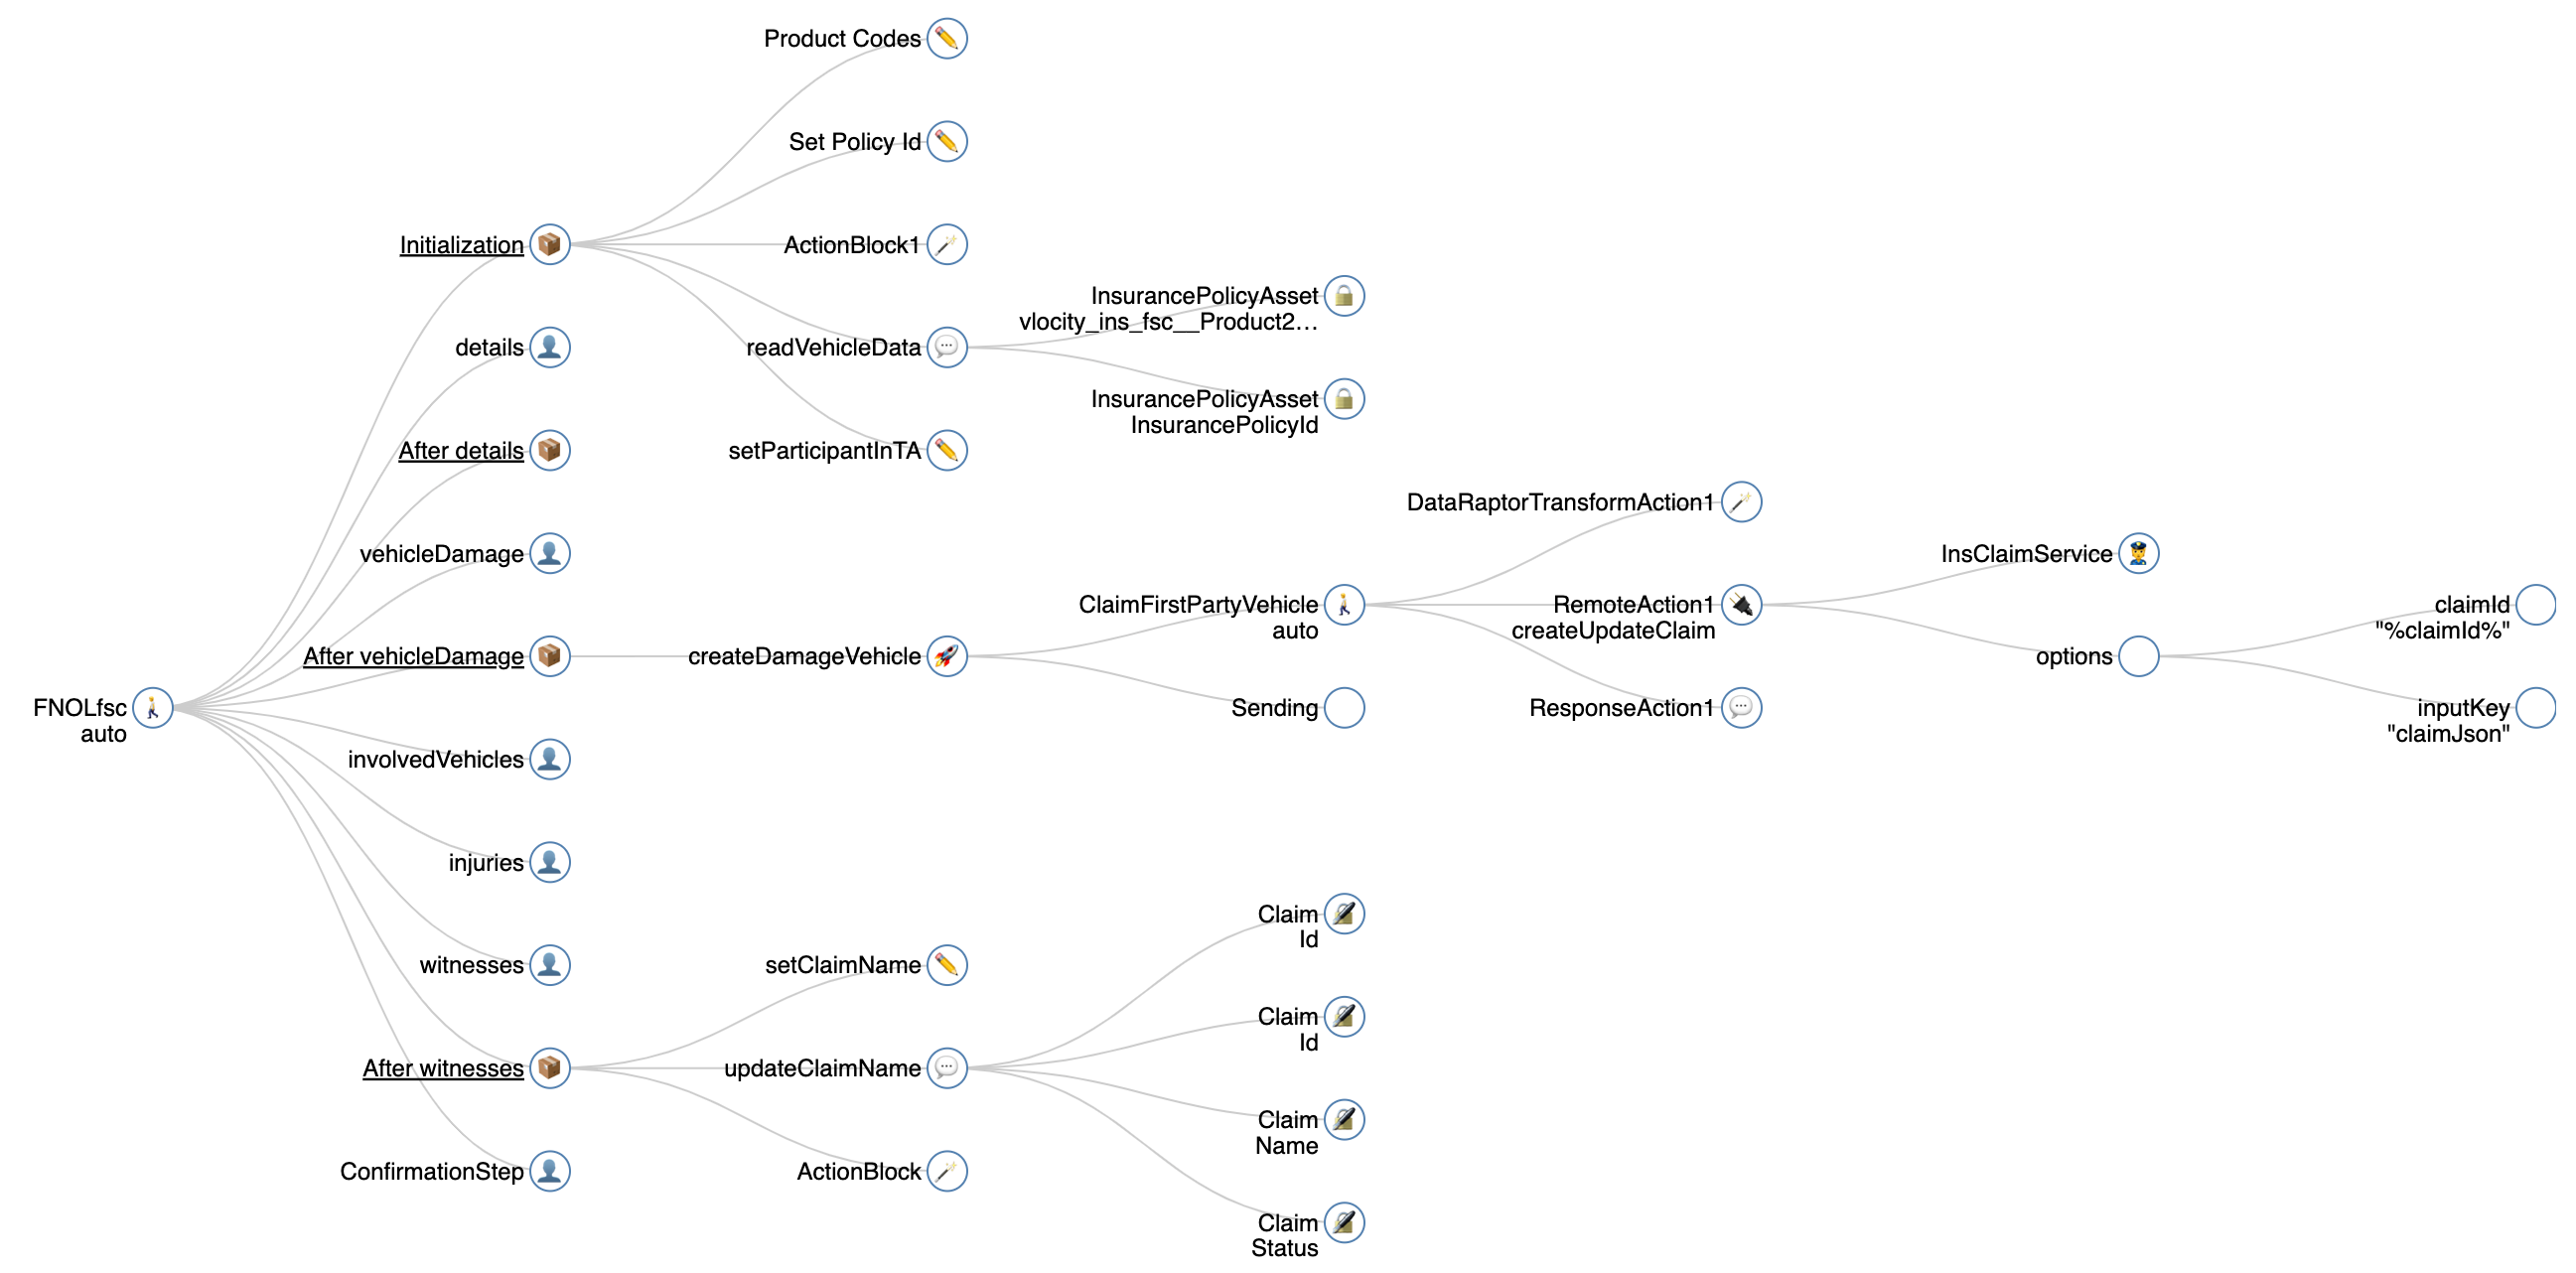 Product Codes
Set Policy Id
Initialization
ActionBlock1
InsurancePolicyAsset
vlocity_ins_fsc__Product2...
details
readVehicleData
InsurancePolicyAsset
InsurancePolicyId
After details
setParticipantInTA
DataRaptorTransformAction1
vehicleDamage
InsClaimService
ClaimFirstPartyVehicle
auto
RemoteAction1
createUpdateClaim
claimId
"%claimId%"
After vehicleDamage
createDamageVehicle
options
FNOLfsc
auto
Sending
ResponseAction1
inputKey
"claimJson"
involvedVehicles
injuries
Claim
Id
witnesses
setClaimName
Claim
Id
After witnesses
updateClaimName
Claim
Name
ConfirmationStep
ActionBlock
Claim
Status